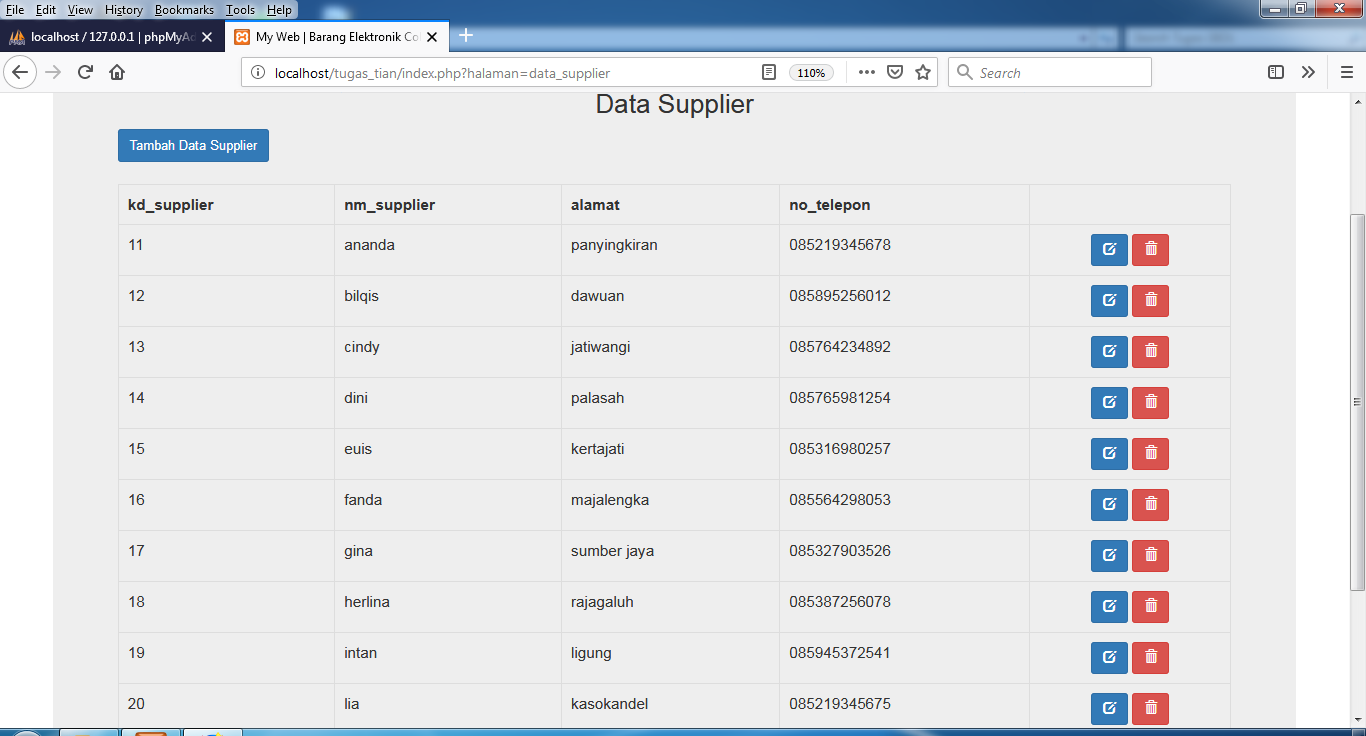 File Edit View History Bookmarks Tools Help
localhost / 127.0.0.1 | phpMyAd
My Web | Barang Elektronik Co
localhost/tugas_tian/index.php?halaman=data_supplier 110% Search
Data Supplier
Tambah Data Supplier
kd_supplier nm_supplier alamat no_telepon
11 ananda panyingkiran 085219345678
12 bilqis dawuan 085895256012
13 cindy jatiwangi 085764234892
14 dini palasah 085765981254
15 euis kertajati 085316980257
16 fanda majalengka 085564298053
17 gina sumber jaya 085327903526
18 herlina rajagaluh 085387256078
19 intan ligung 085945372541
20 lia kasokandel 085219345675